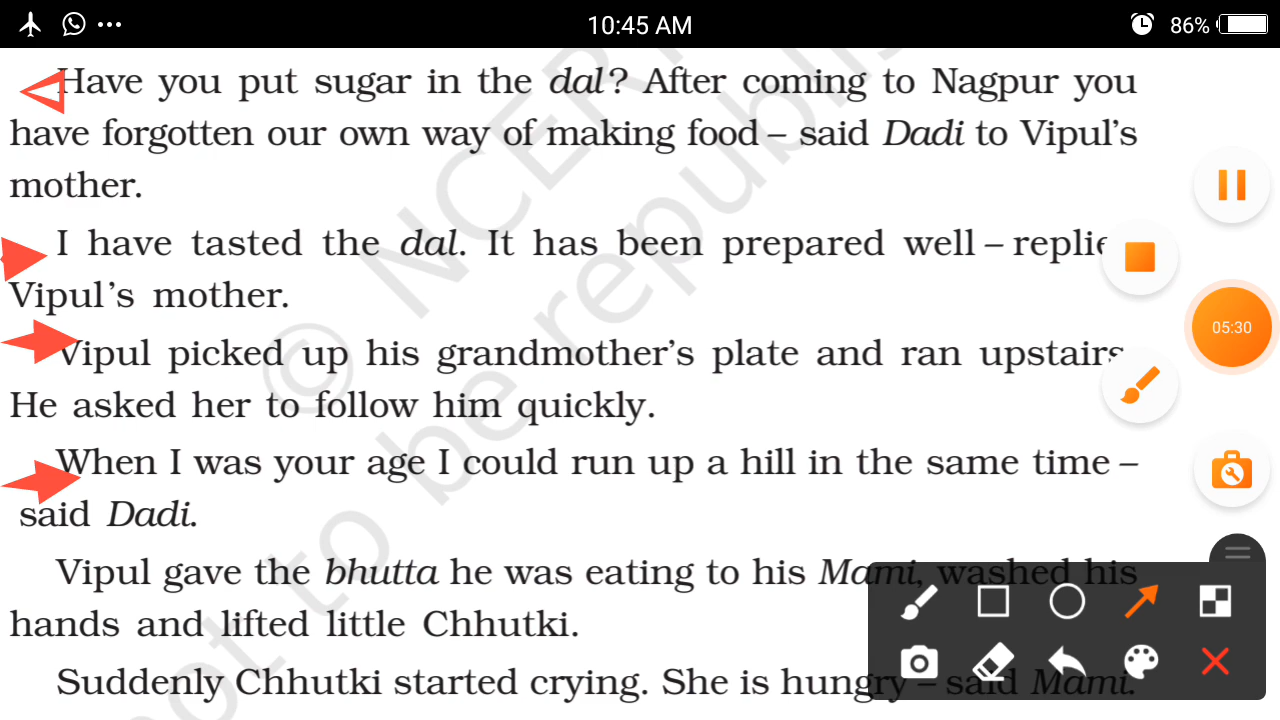 10:45 AM
86%
Have you put sugar in the dal? After coming to Nagpur you
have forgotten our own way of making food – said Dadi to Vipul's
mother.
I have tasted the dal. It has been prepared well – replie
Vipul's mother.
Vipul picked up his grandmother's plate and ran upstairs
He asked her to follow him quickly.
05:30
When I was your age I could run up a hill in the same time –
said Dadi.
Vipul gave the bhutta he was eating to his Mami, washed his
hands and lifted little Chhutki.
Suddenly Chhutki started crying. She is hungry – said Mami.
© NCER
not to be republis